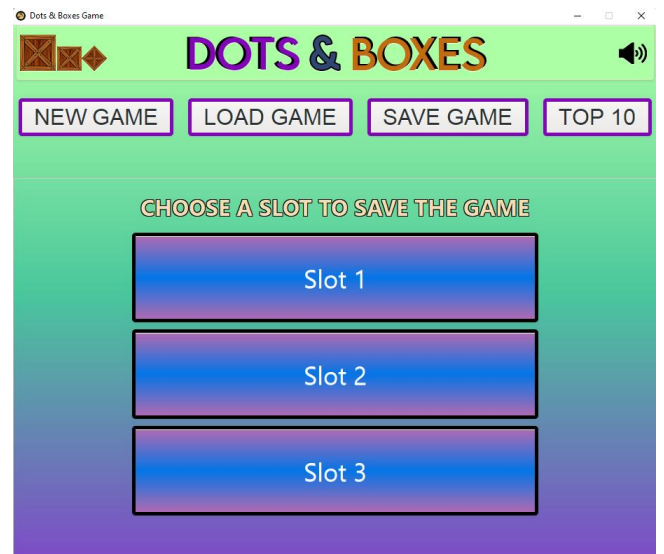 Dots & Boxes Game
DOTS & BOXES
NEW GAME LOAD GAME SAVE GAME TOP 10
CHOOSE A SLOT TO SAVE THE GAME
Slot 1
Slot 2
Slot 3